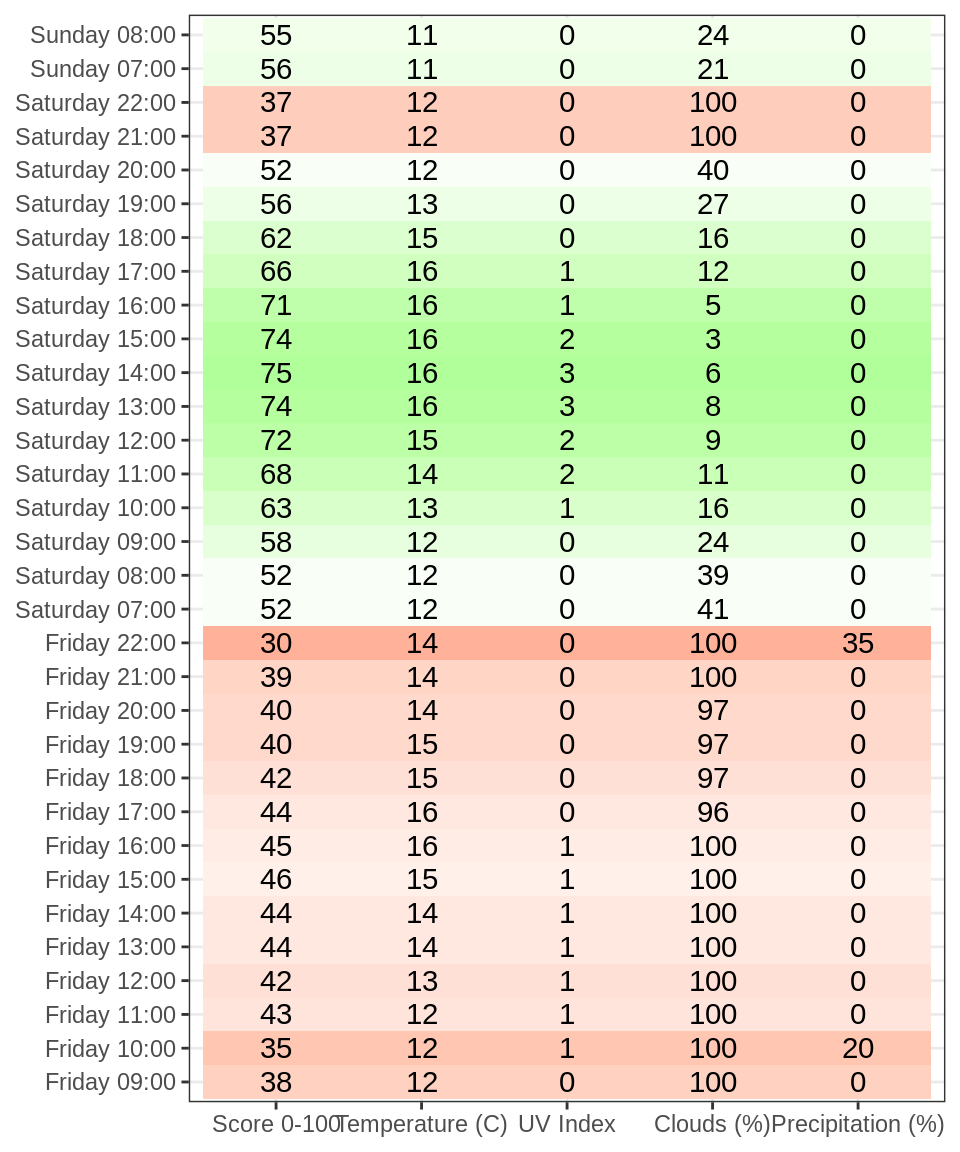 Sunday 08:00 55 11 0 24 0
Sunday 07:00 56 11 0 21 0
Saturday 22:00 37 12 0 100 0
Saturday 21:00 37 12 0 100 0
Saturday 20:00 52 12 0 40 0
Saturday 19:00 56 13 0 27 0
Saturday 18:00 62 15 0 16 0
Saturday 17:00 66 16 1 12 0
Saturday 16:00 71 16 1 5 0
Saturday 15:00 74 16 2 3 0
Saturday 14:00 75 16 3 6 0
Saturday 13:00 74 16 3 8 0
Saturday 12:00 72 15 2 9 0
Saturday 11:00 68 14 2 11 0
Saturday 10:00 63 13 1 16 0
Saturday 09:00 58 12 0 24 0
Saturday 08:00 52 12 0 39 0
Saturday 07:00 52 12 0 41 0
Friday 22:00 30 14 0 100 35
Friday 21:00 39 14 0 100 0
Friday 20:00 40 14 0 97 0
Friday 19:00 40 15 0 97 0
Friday 18:00 42 15 0 97 0
Friday 17:00 44 16 0 96 0
Friday 16:00 45 16 1 100 0
Friday 15:00 46 15 1 100 0
Friday 14:00 44 14 1 100 0
Friday 13:00 44 14 1 100 0
Friday 12:00 42 13 1 100 0
Friday 11:00 43 12 1 100 0
Friday 10:00 35 12 1 100 20
Friday 09:00 38 12 0 100 0
Score 0-100 Temperature (C) UV Index Clouds (%) Precipitation (%)